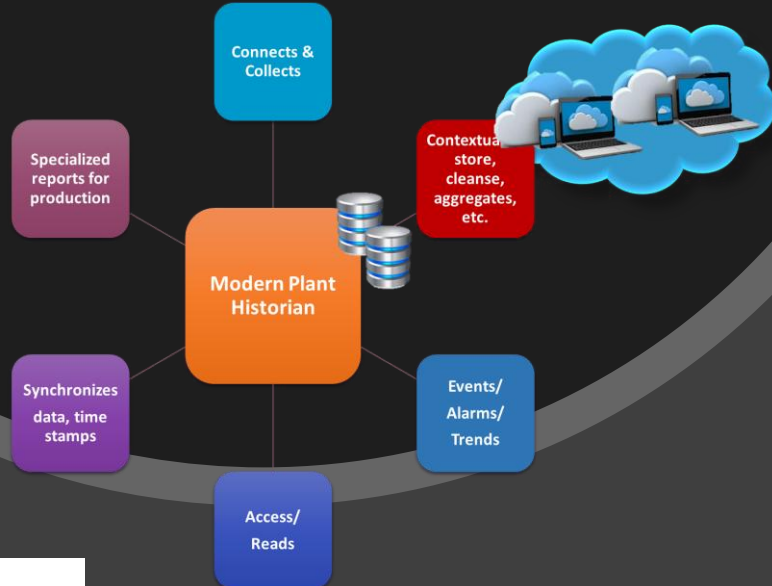 Connects &
Collects
Specialized
reports for
production
Contextua
store,
cleanse,
aggregates,
etc.
Modern Plant
Historian
Synchronizes
data, time
stamps
Events/
Alarms/
Trends
Access/
Reads